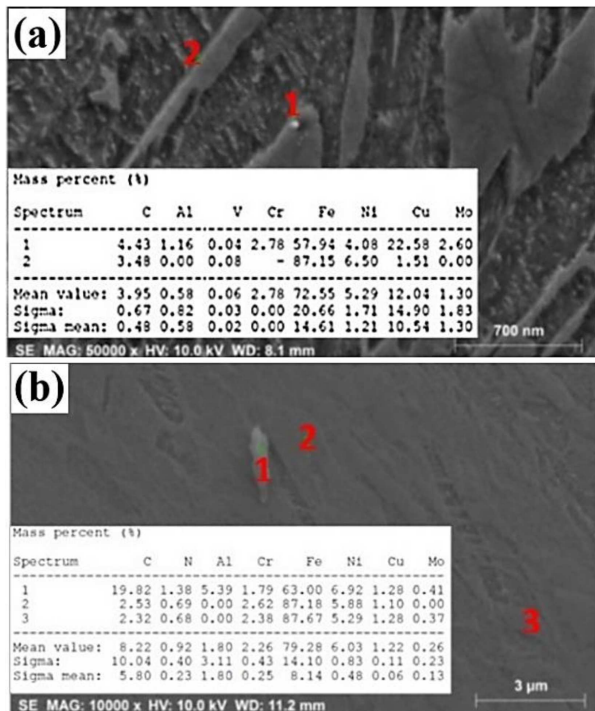 (a)
2
1
Mass percent (%)
Spectrum C Al V Cr Fe Ni Cu Mo
1 4.43 1.16 0.04 2.78 57.94 4.08 22.58 2.60
2 3.48 0.00 0.08 - 87.15 6.50 1.51 0.00
Mean value: 3.95 0.58 0.06 2.78 72.55 5.29 12.04 1.30
Sigma: 0.67 0.82 0.03 0.00 20.66 1.71 14.90 1.83
Sigma mean: 0.48 0.58 0.02 0.00 14.61 1.21 10.54 1.30
700 nm
SE MAG: 50000 x HV: 10.0 kV WD: 8.1 mm
(b)
2
1
Mass percent (%)
Spectrum C N Al Cr Fe Ni Cu Mo
1 19.82 1.38 5.39 1.79 63.00 6.92 1.28 0.41
2 2.53 0.69 0.00 2.62 87.18 5.88 1.10 0.00
3 2.32 0.68 0.00 2.38 87.67 5.29 1.28 0.37
3
Mean value: 8.22 0.92 1.80 2.26 79.28 6.03 1.22 0.26
Sigma: 10.04 0.40 3.11 0.43 14.10 0.83 0.11 0.23
Sigma mean: 5.80 0.23 1.80 0.25 8.14 0.48 0.06 0.13
3 µm
SE MAG: 10000 x HV: 10.0 kV WD: 11.2 mm